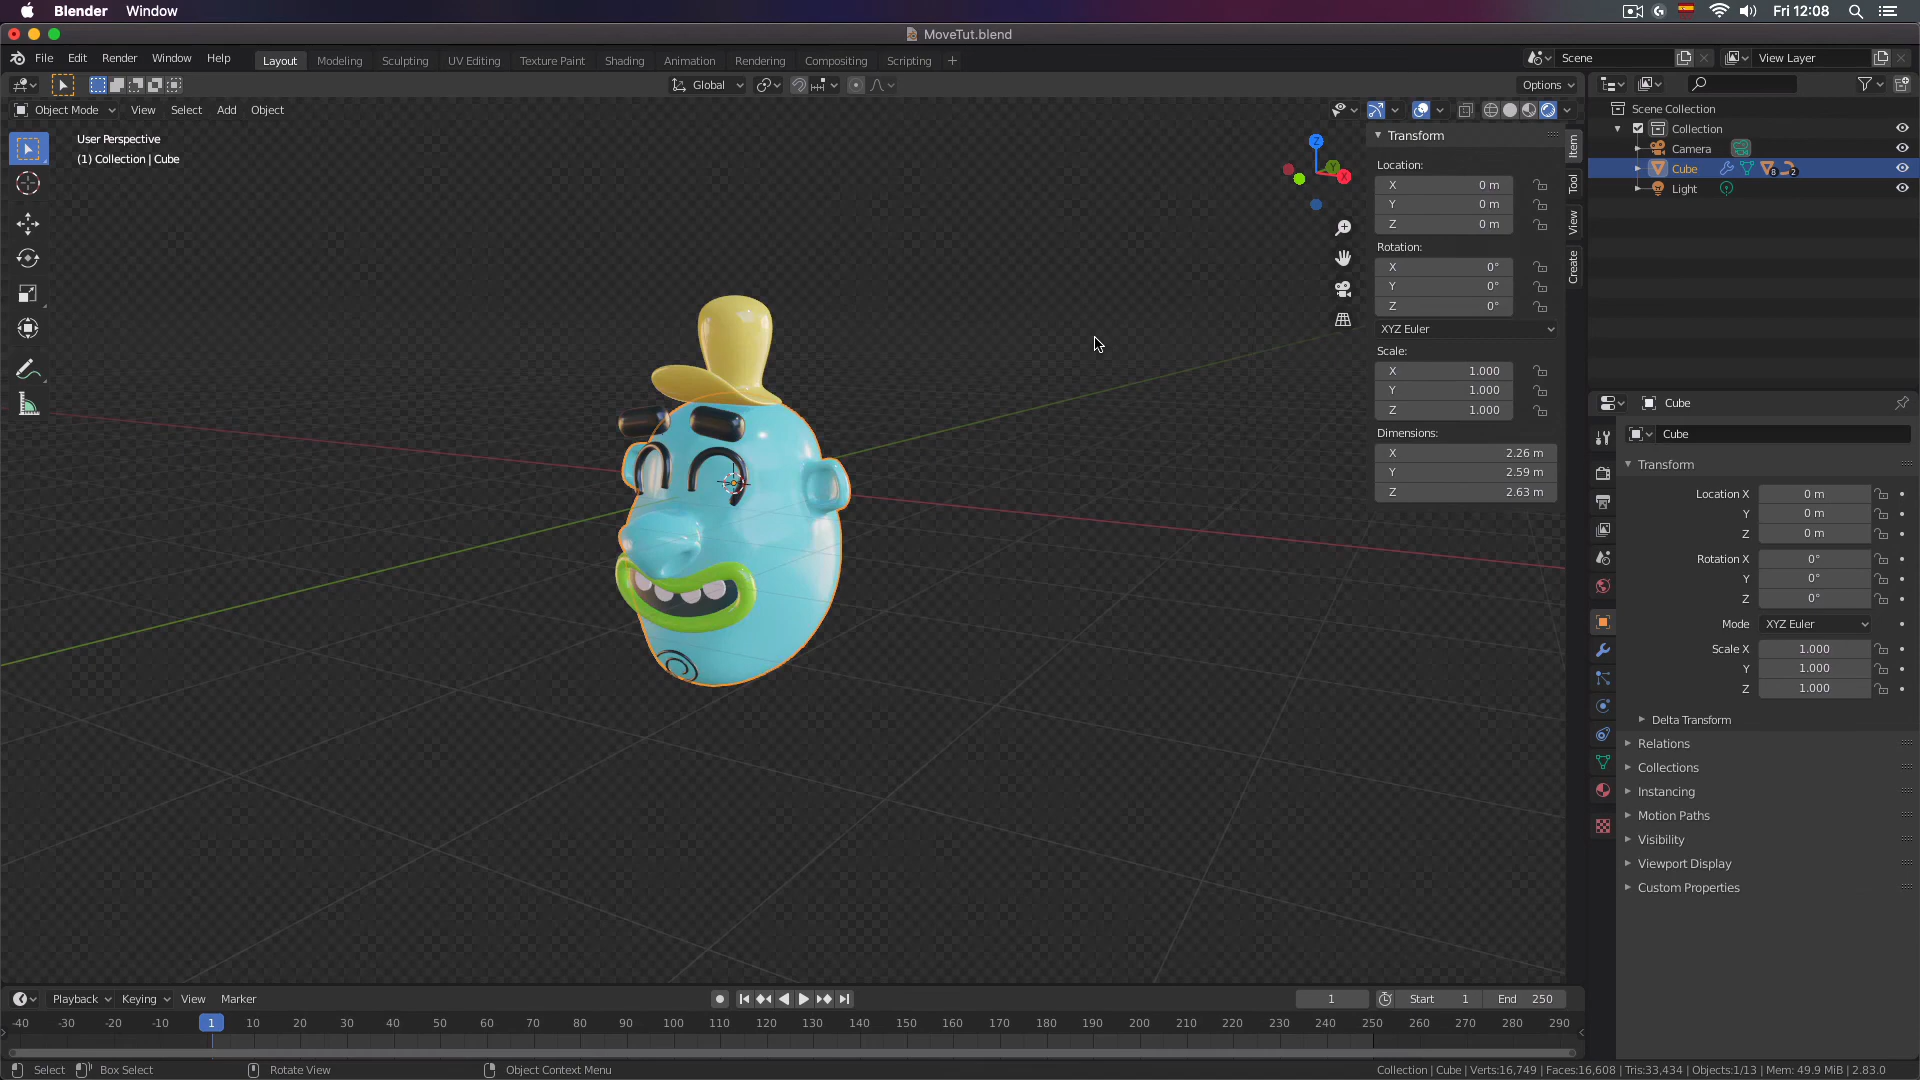 Blender Window Fri 12:08
MoveTut.blend
File Edit Render Window Help Layout Modeling Sculpting UV Editing Texture Paint Shading Animation Rendering Compositing Scripting + Scene View Layer
Global Options
Object Mode View Select Add Object
User Perspective
(1) Collection | Cube
Z
Y
X
Transform
Location:
X 0 m
Y 0 m
Z 0 m
Rotation:
X 0°
Y 0°
Z 0°
XYZ Euler
Scale:
X 1.000
Y 1.000
Z 1.000
Dimensions:
X 2.26 m
Y 2.59 m
Z 2.63 m
Item
Tool
View
Create
Scene Collection
Collection
Camera
Cube 8 2
Light
Cube
Cube
Transform
Location X 0 m
Y 0 m
Z 0 m
Rotation X 0°
Y 0°
Z 0°
Mode XYZ Euler
Scale X 1.000
Y 1.000
Z 1.000
Delta Transform
Relations
Collections
Instancing
Motion Paths
Visibility
Viewport Display
Custom Properties
Playback Keying View Marker 1 Start 1 End 250
-40 -30 -20 -10 1 10 20 30 40 50 60 70 80 90 100 110 120 130 140 150 160 170 180 190 200 210 220 230 240 250 260 270 280 290
Select Box Select Rotate View Object Context Menu Collection | Cube | Verts:16,749 | Faces:16,608 | Tris:33,434 | Objects:1/13 | Mem: 49.9 MiB | 2.83.0